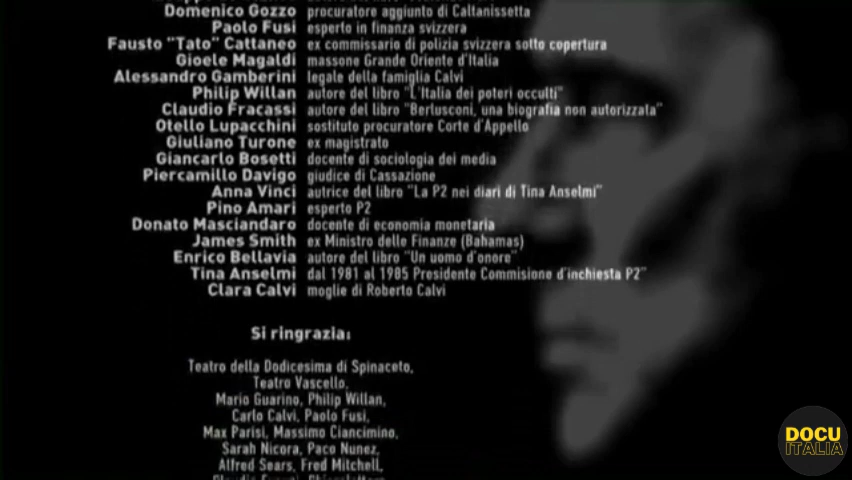 Domenico Gozzo procuratore aggiunto di Caltanissetta
Paolo Fusi esperto in finanza svizzera
Fausto "Tato" Cattaneo ex commissario di polizia svizzera sotto copertura
Gioele Magaldi massone Grande Oriente d'Italia
Alessandro Gamberini legale della famiglia Calvi
Philip Willan autore del libro "L'Italia dei poteri occulti"
Claudio Fracassi autore del libro "Berlusconi, una biografia non autorizzata"
Otello Lupacchini sostituto procuratore Corte d'Appello
Giuliano Turone ex magistrato
Giancarlo Bosetti docente di sociologia dei media
Piercamillo Davigo giudice di Cassazione
Anna Vinci autrice del libro "La P2 nei diari di Tina Anselmi"
Pino Amari esperto P2
Donato Masciandaro docente di economia monetaria
James Smith ex Ministro delle Finanze (Bahamas)
Enrico Bellavia autore del libro "Un uomo d'onore"
Tina Anselmi dal 1981 al 1985 Presidente Commisione d'inchiesta P2"
Clara Calvi moglie di Roberto Calvi
Si ringrazia:
Teatro della Dodicesima di Spinaceto,
Teatro Vascello,
Mario Guarino, Philip Willan,
Carlo Calvi, Paolo Fusi,
Max Parisi, Massimo Ciancimino,
Sarah Nicora, Paco Nunez,
Alfred Sears, Fred Mitchell,
DOCU
ITALIA